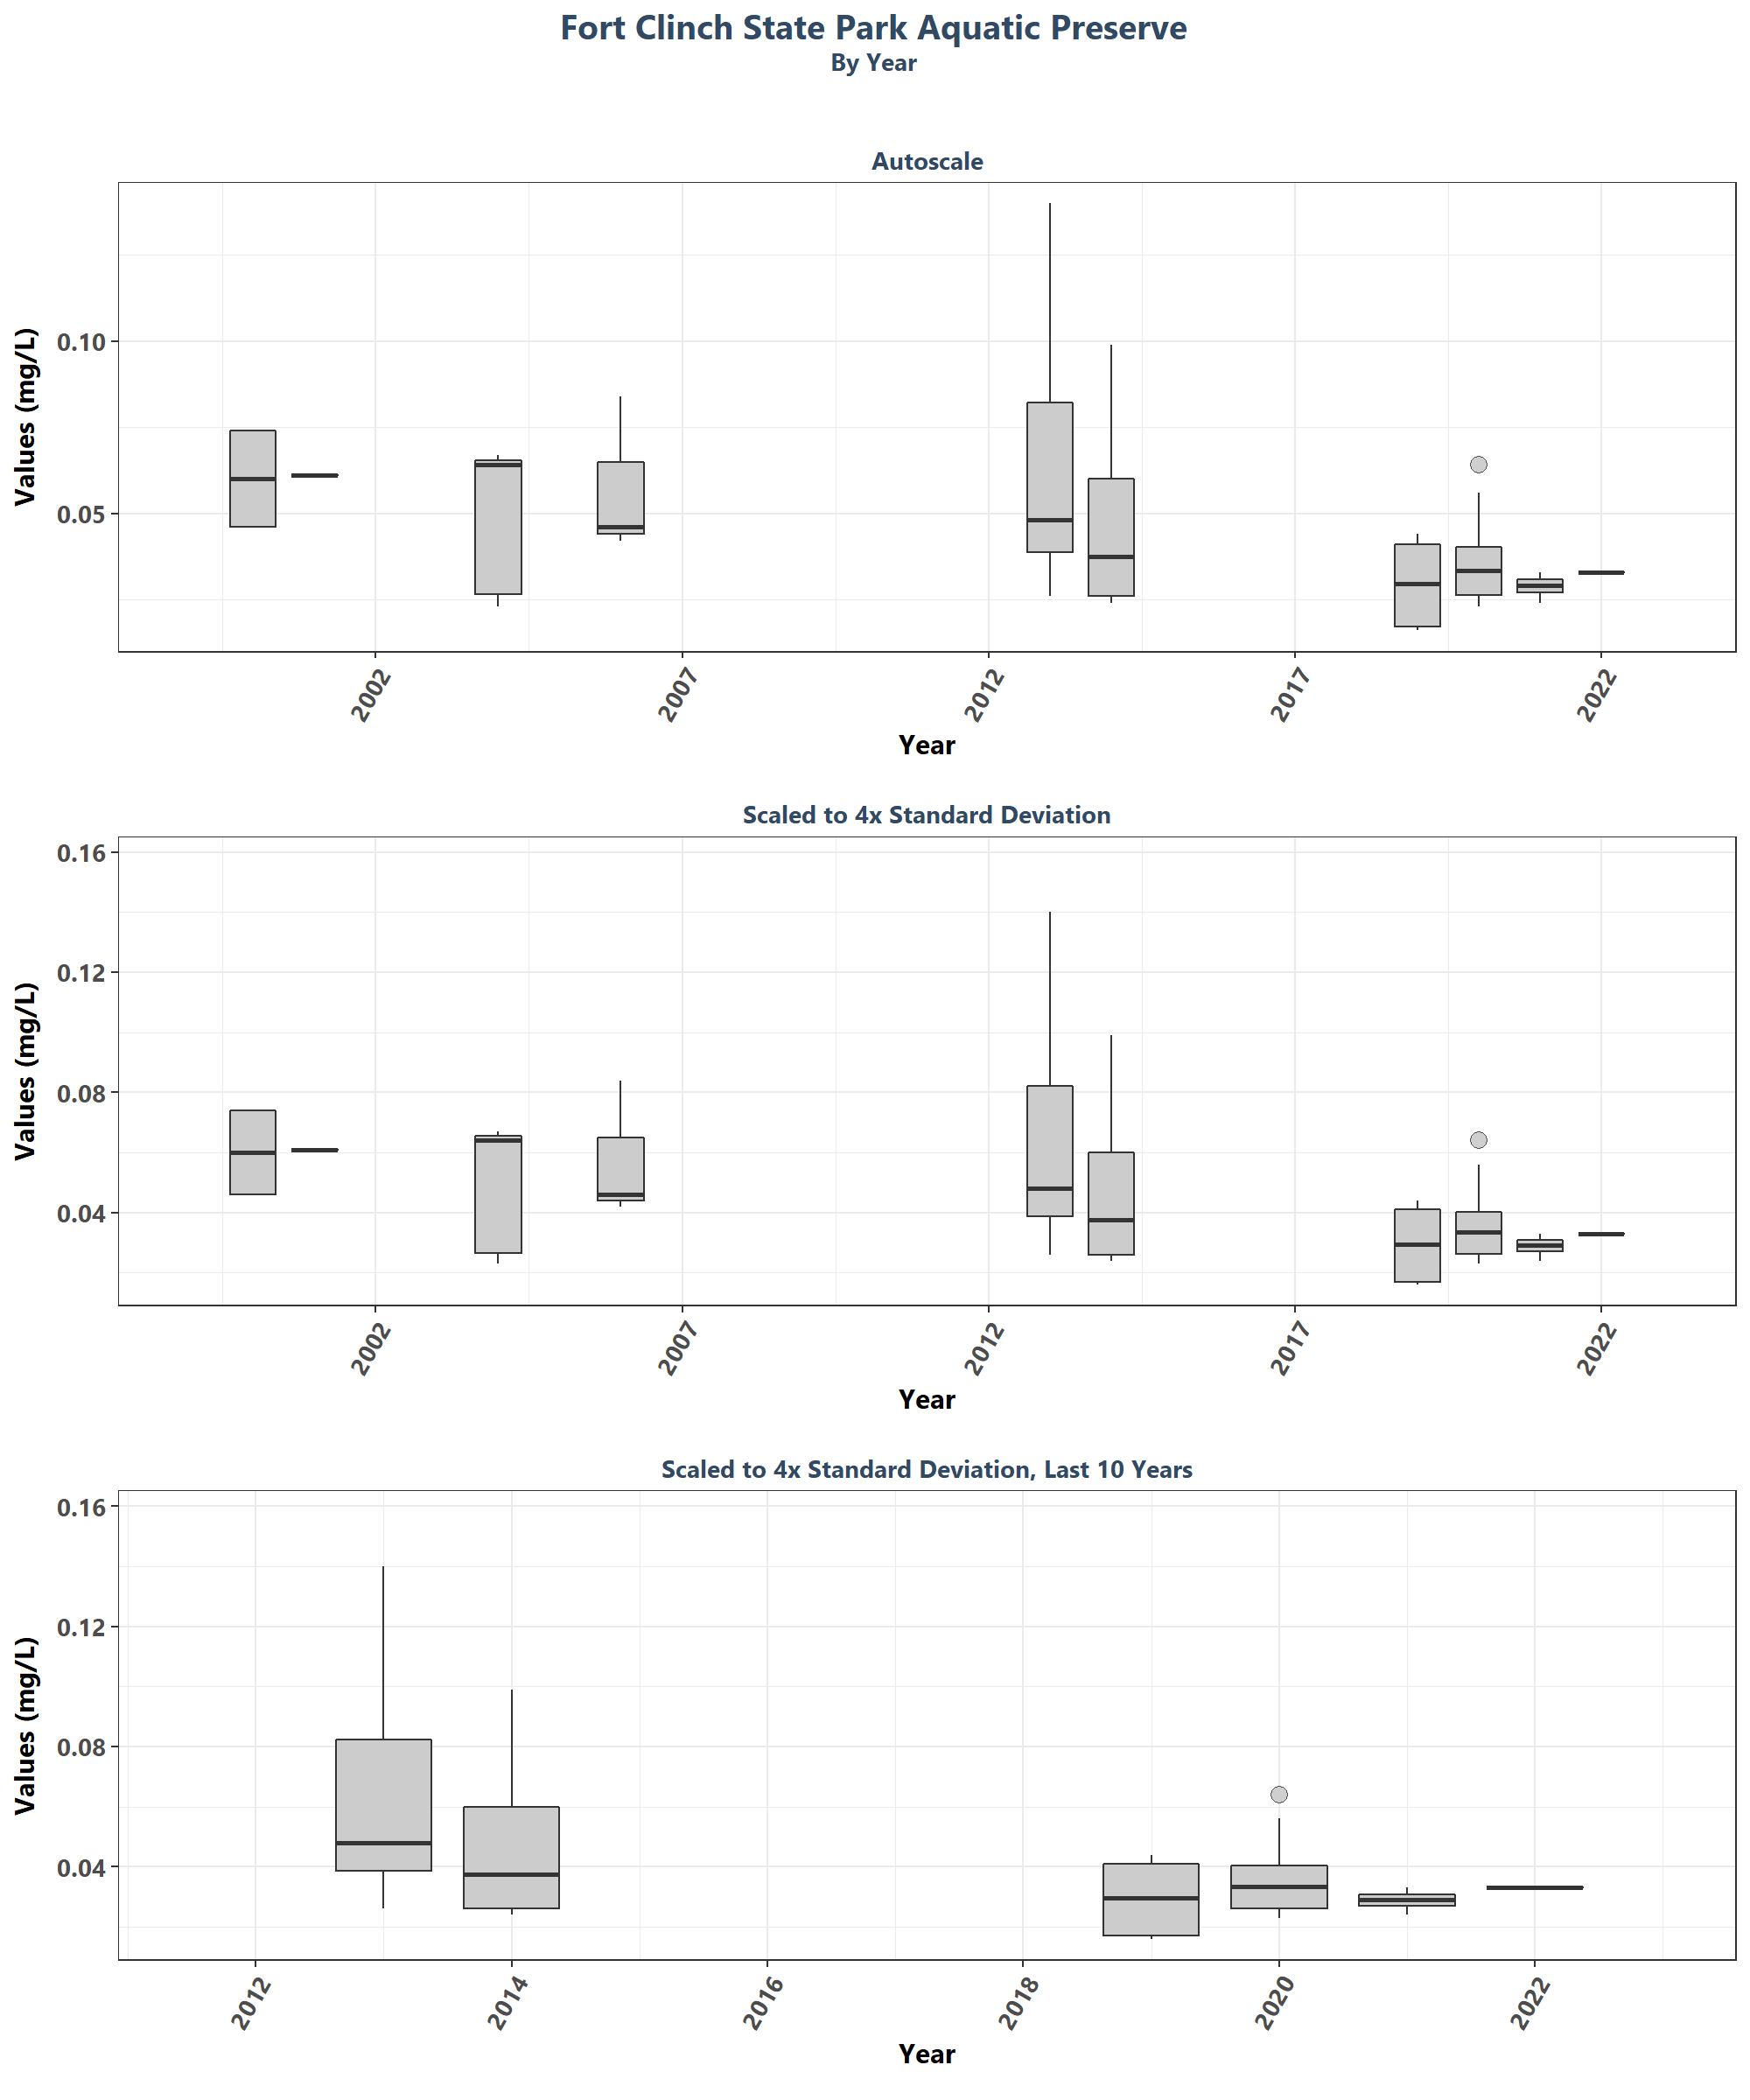 Fort Clinch State Park Aquatic Preserve
By Year
Autoscale
Values (mg/L)
0.10
0.05
2002
2007
2012
2017
2022
Year
Scaled to 4x Standard Deviation
Values (mg/L)
0.16
0.12
0.08
0.04
2002
2007
2012
2017
2022
Year
Scaled to 4x Standard Deviation, Last 10 Years
Values (mg/L)
0.16
0.12
0.08
0.04
2012
2014
2016
2018
2020
2022
Year